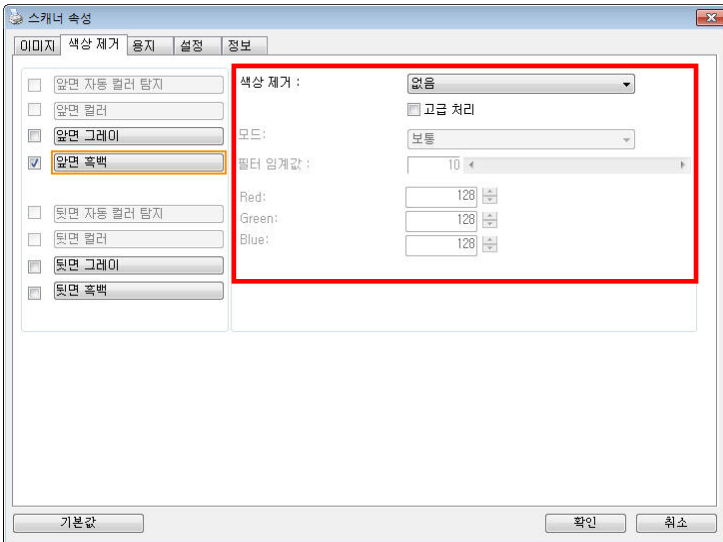 스캐너 속성
이미지 색상 제거 용지 설정 정보
앞면 자동 컬러 탐지
앞면 컬러
앞면 그레이
앞면 흑백
뒷면 자동 컬러 탐지
뒷면 컬러
뒷면 그레이
뒷면 흑백
색상 제거 : 없음
고급 처리
모드: 보통
필터 임계값 : 10
Red: 128
Green: 128
Blue: 128
기본값 확인 취소